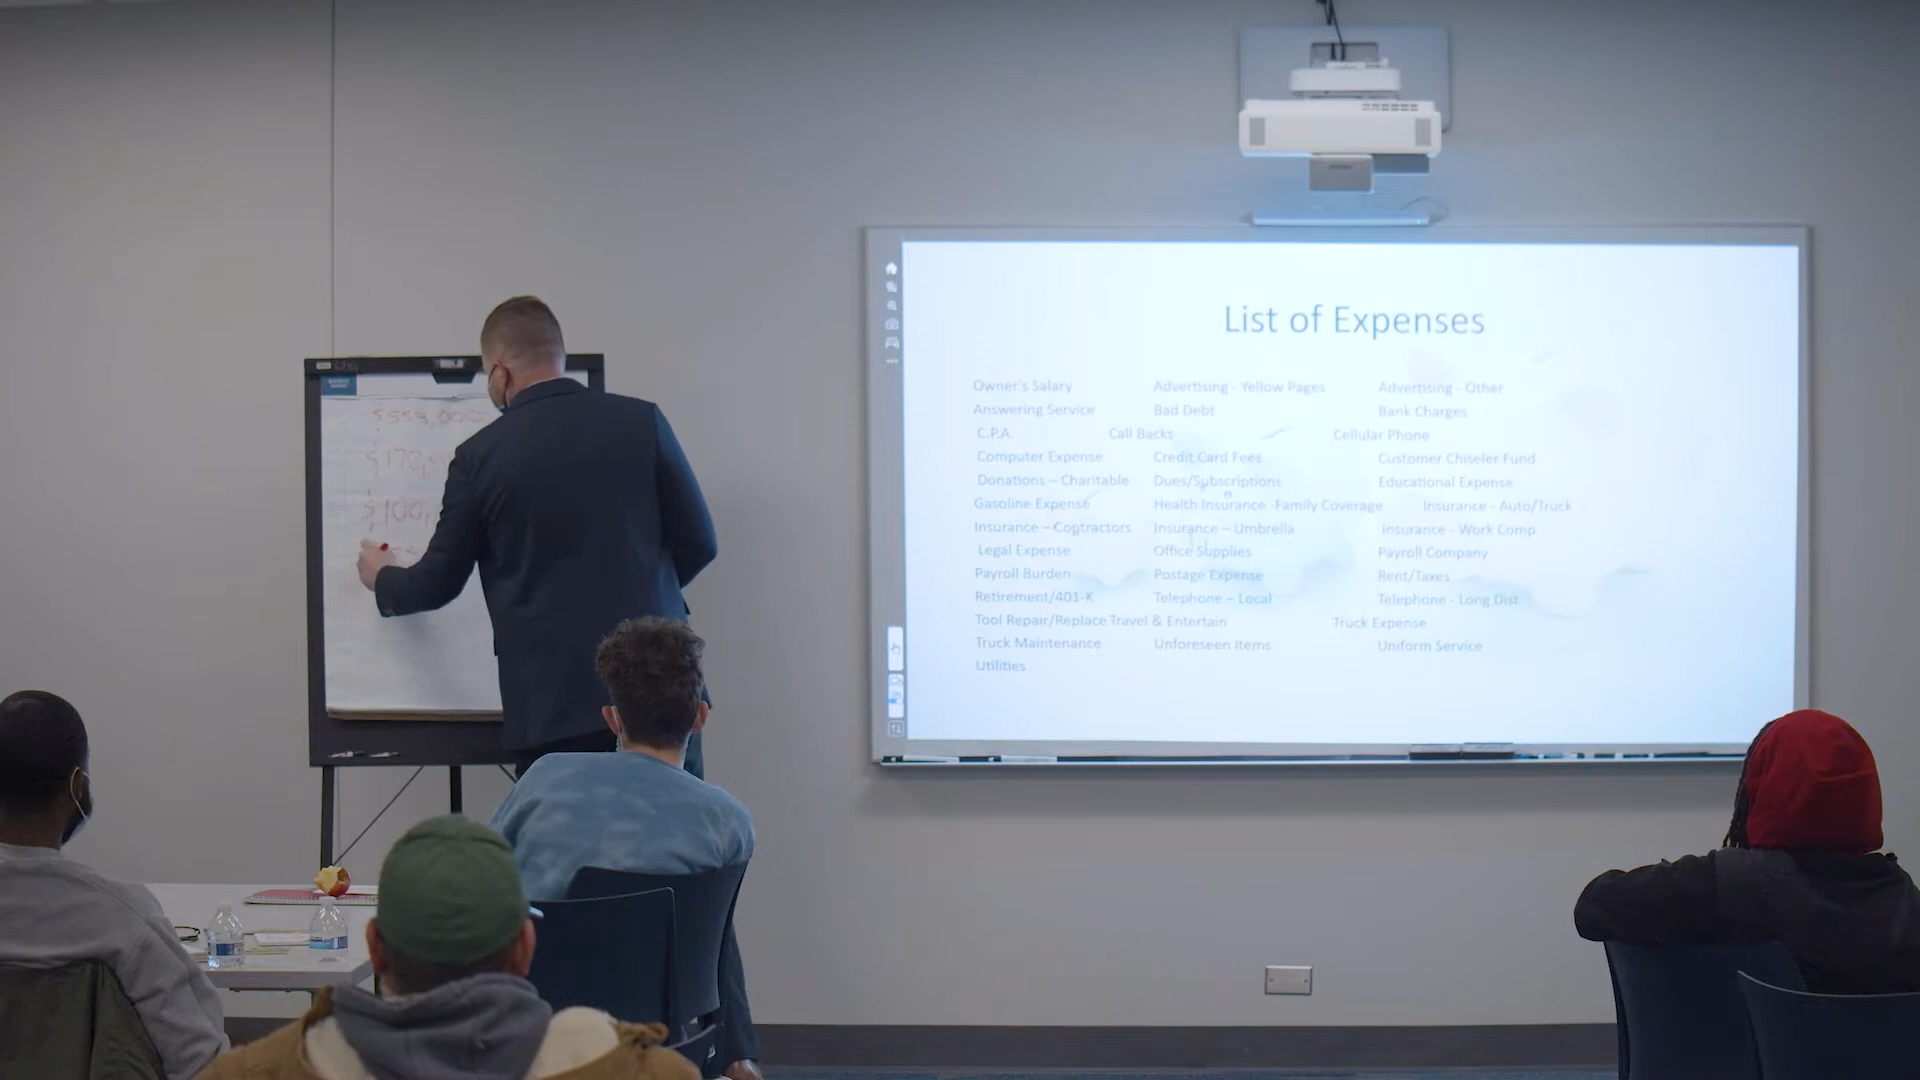 List of Expenses
Owner's Salary Advertising - Yellow Pages Advertising - Other
Answering Service Bad Debt Bank Charges
C.P.A. Call Backs Cellular Phone
Computer Expense Credit Card Fees Customer Chiseler Fund
Donations – Charitable Dues/Subscriptions Educational Expense
Gasoline Expense Health Insurance -Family Coverage Insurance - Auto/Truck
Insurance – Contractors Insurance – Umbrella Insurance - Work Comp
Legal Expense Office Supplies Payroll Company
Payroll Burden Postage Expense Rent/Taxes
Retirement/401-K Telephone – Local Telephone - Long Dist
Tool Repair/Replace Travel & Entertain Truck Expense
Truck Maintenance Unforeseen Items Uniform Service
Utilities